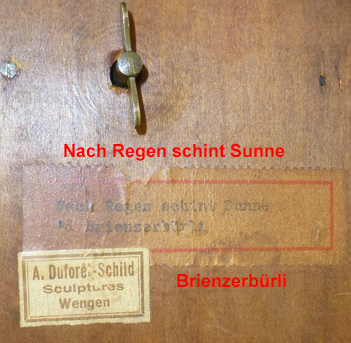 Nach Regen schint Sunne
Nach Regen schint Sunne
's Brienzerbürli
A. Duforêt-Schild
Sculptures
Wengen
Brienzerbürli